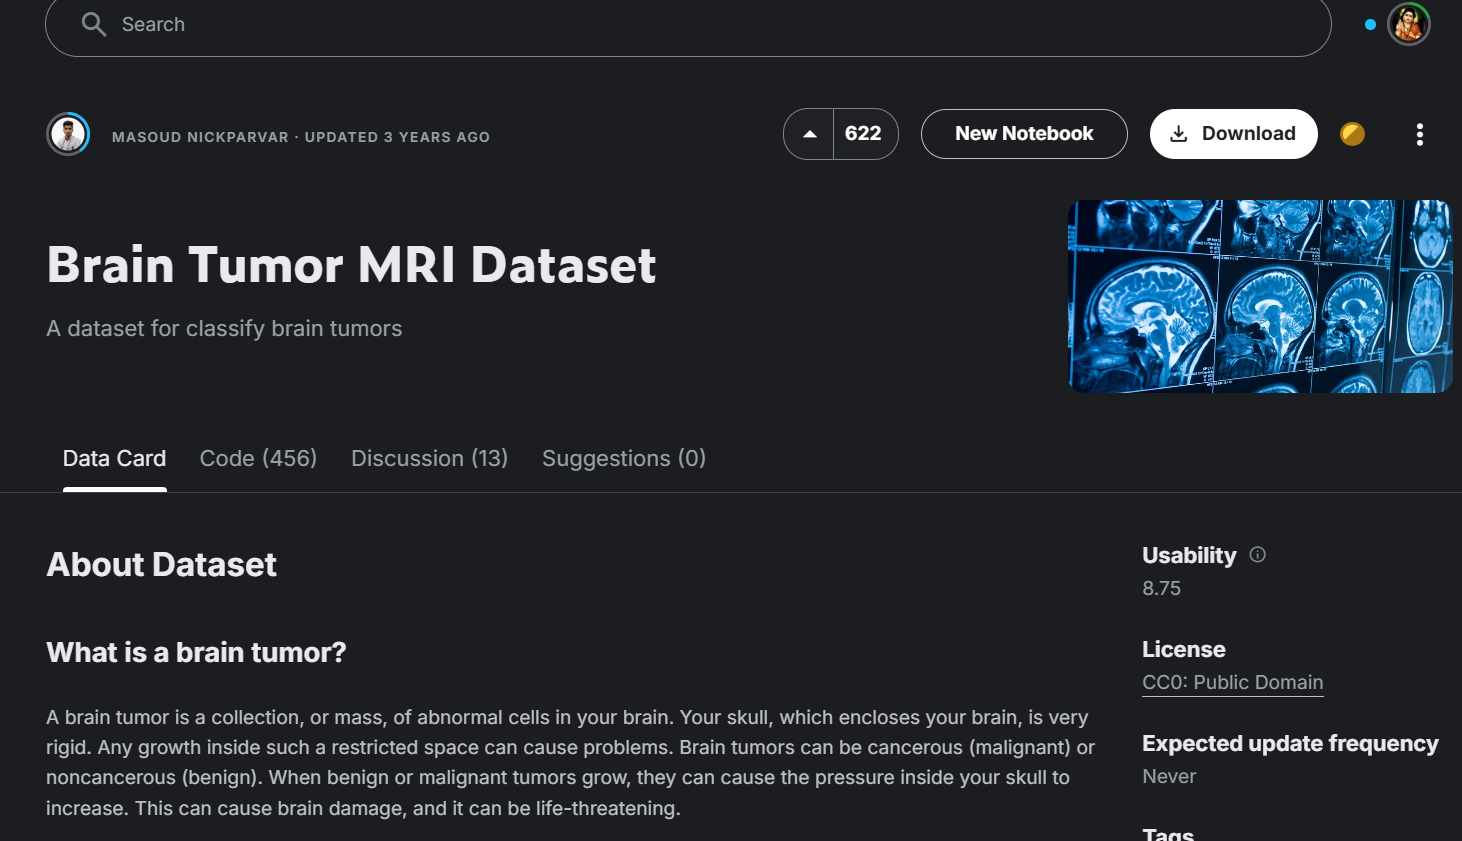 Search
MASOUD NICKPARVAR · UPDATED 3 YEARS AGO
622
New Notebook
Download
Brain Tumor MRI Dataset
A dataset for classify brain tumors
Data Card
Code (456)
Discussion (13)
Suggestions (0)
About Dataset
What is a brain tumor?
A brain tumor is a collection, or mass, of abnormal cells in your brain. Your skull, which encloses your brain, is very
rigid. Any growth inside such a restricted space can cause problems. Brain tumors can be cancerous (malignant) or
noncancerous (benign). When benign or malignant tumors grow, they can cause the pressure inside your skull to
increase. This can cause brain damage, and it can be life-threatening.
Usability
8.75
License
CC0: Public Domain
Expected update frequency
Never
Tags